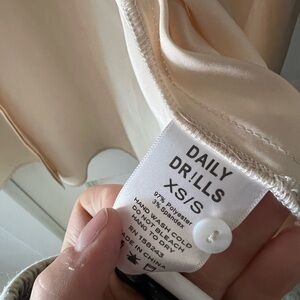 DAILY
DRILLS
XS/S
97% Polyester
3% Spandex
HAND WASH COLD
DO NOT BLEACH
HANG TO DRY
RN 156243
MADE IN CHINA